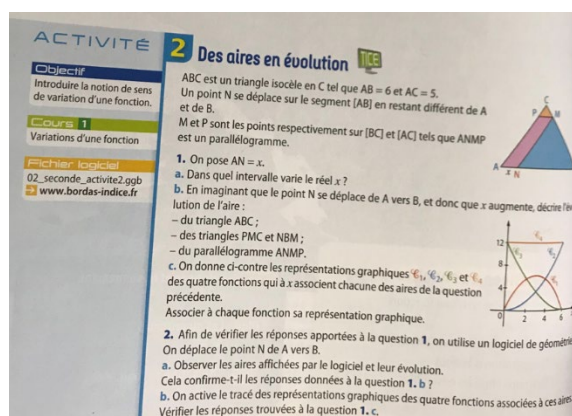 ACTIVITÉ
2 Des aires en évolution TICE
Objectif
Introduire la notion de sens
de variation d'une fonction.
Cours 1
Variations d'une fonction
Fichier logiciel
02_seconde_activite2.ggb
www.bordas-indice.fr
ABC est un triangle isocèle en C tel que AB = 6 et AC = 5.
Un point N se déplace sur le segment [AB] en restant différent de A
et de B.
M et P sont les points respectivement sur [BC] et [AC] tels que ANMP
est un parallélogramme.
1. On pose AN = x.
a. Dans quel intervalle varie le réel x ?
b. En imaginant que le point N se déplace de A vers B, et donc que x augmente, décrire l'é
lution de l'aire :
– du triangle ABC ;
– des triangles PMC et NBM ;
– du parallélogramme ANMP.
c. On donne ci-contre les représentations graphiques 𝒞1, 𝒞2, 𝒞3 et 𝒞4
des quatre fonctions qui à x associent chacune des aires de la question
précédente.
Associer à chaque fonction sa représentation graphique.
2. Afin de vérifier les réponses apportées à la question 1, on utilise un logiciel de géométrie
On déplace le point N de A vers B.
a. Observer les aires affichées par le logiciel et leur évolution.
Cela confirme-t-il les réponses données à la question 1. b ?
b. On active le tracé des représentations graphiques des quatre fonctions associées à ces aires
Vérifier les réponses trouvées à la question 1. c.
C
P M
A x N
𝒞4
12
𝒞3 𝒞2
8
4
𝒞1
0 2 4 6